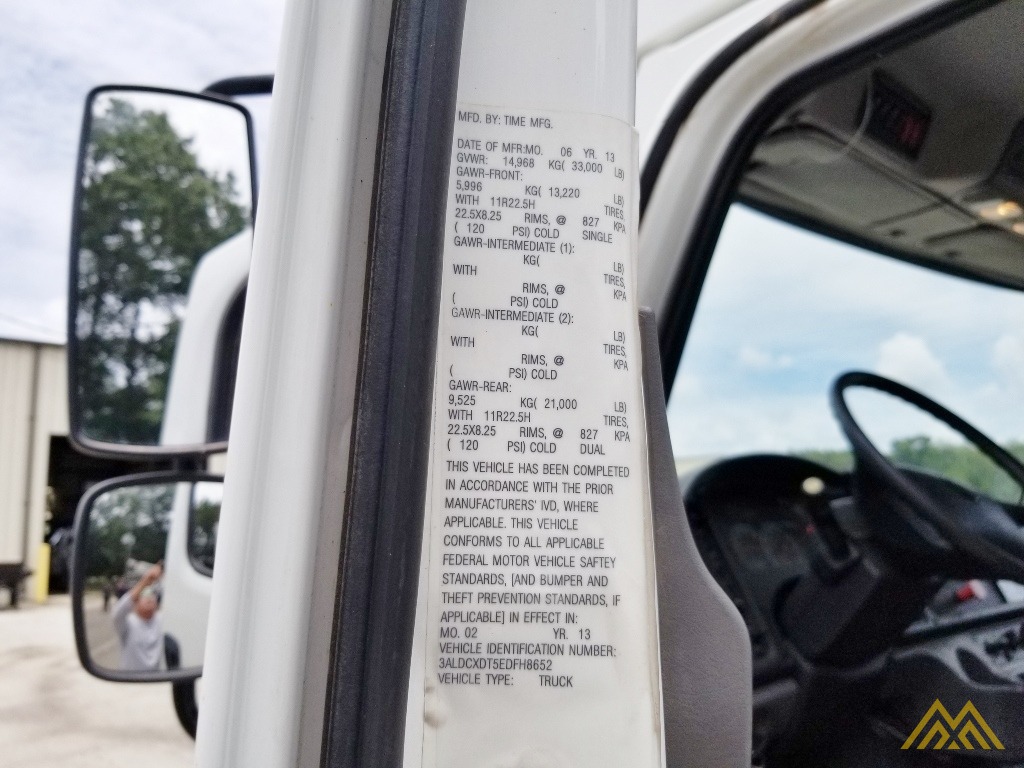 MFD. BY: TIME MFG.
DATE OF MFR:MO. 06 YR. 13
GVWR: 14,968 KG( 33,000 LB)
GAWR-FRONT:
5,996 KG( 13,220 LB)
WITH 11R22.5H TIRES,
22.5X8.25 RIMS, @ 827 KPA
( 120 PSI) COLD SINGLE
GAWR-INTERMEDIATE (1):
KG( LB)
WITH TIRES,
RIMS, @ KPA
( PSI) COLD
GAWR-INTERMEDIATE (2):
KG( LB)
WITH TIRES,
RIMS, @ KPA
( PSI) COLD
GAWR-REAR:
9,525 KG( 21,000 LB)
WITH 11R22.5H TIRES,
22.5X8.25 RIMS, @ 827 KPA
( 120 PSI) COLD DUAL
THIS VEHICLE HAS BEEN COMPLETED
IN ACCORDANCE WITH THE PRIOR
MANUFACTURERS' IVD, WHERE
APPLICABLE. THIS VEHICLE
CONFORMS TO ALL APPLICABLE
FEDERAL MOTOR VEHICLE SAFTEY
STANDARDS, [AND BUMPER AND
THEFT PREVENTION STANDARDS, IF
APPLICABLE] IN EFFECT IN:
MO. 02 YR. 13
VEHICLE IDENTIFICATION NUMBER:
3ALDCXDT5EDFH8652
VEHICLE TYPE: TRUCK